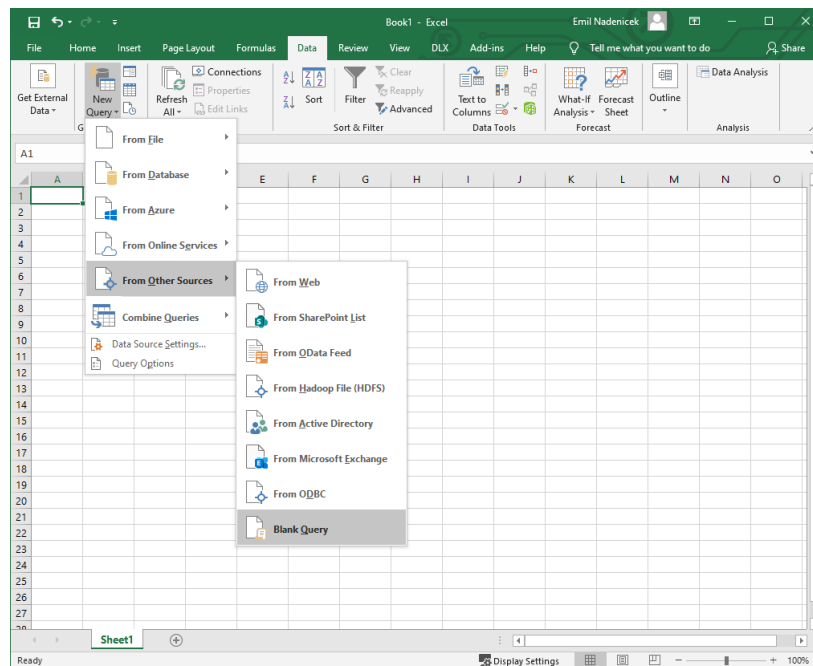 Book1 - Excel
Emil Nadenicek
File Home Insert Page Layout Formulas Data Review View DLX Add-ins Help Tell me what you want to do Share
Get External Data
New Query
Refresh All
Connections
Properties
Edit Links
Sort
Filter
Clear
Reapply
Advanced
Sort & Filter
Text to Columns
Data Tools
What-If Analysis
Forecast Sheet
Forecast
Outline
Data Analysis
Analysis
G
A1
A E F G H I J K L M N O
1
2
3
4
5
6
7
8
9
10
11
12
13
14
15
16
17
18
19
20
21
22
23
24
25
26
27
28
From File
From Database
From Azure
From Online Services
From Other Sources
Combine Queries
Data Source Settings...
Query Options
From Web
From SharePoint List
From OData Feed
From Hadoop File (HDFS)
From Active Directory
From Microsoft Exchange
From ODBC
Blank Query
Sheet1
Ready
Display Settings
100%